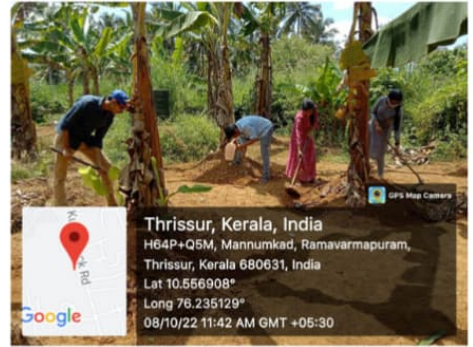 GPS Map Camera
Thrissur, Kerala, India
H64P+Q5M, Mannumkad, Ramavarmapuram,
Thrissur, Kerala 680631, India
Lat 10.556908°
Long 76.235129°
08/10/22 11:42 AM GMT +05:30
Google